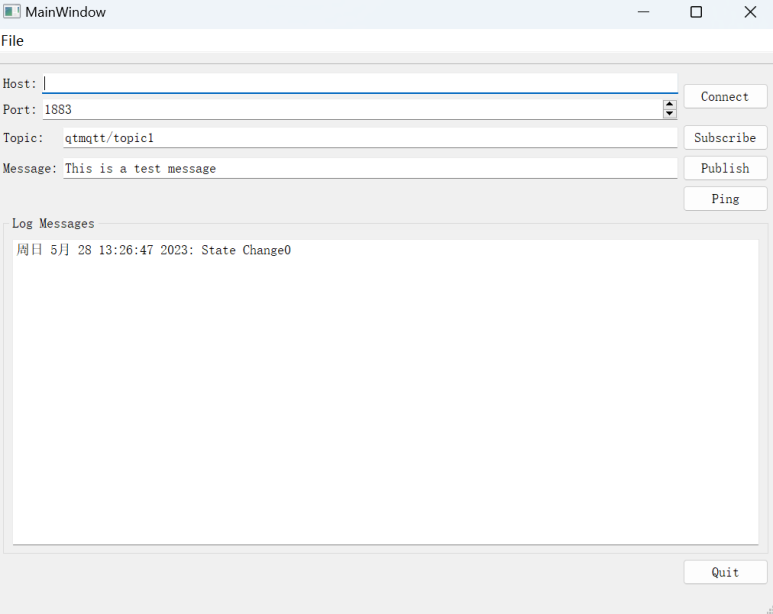 MainWindow
File
Host:
Connect
Port: 1883
Topic: qtmqtt/topic1
Subscribe
Message: This is a test message
Publish
Ping
Log Messages
周日 5月 28 13:26:47 2023: State Change0
Quit